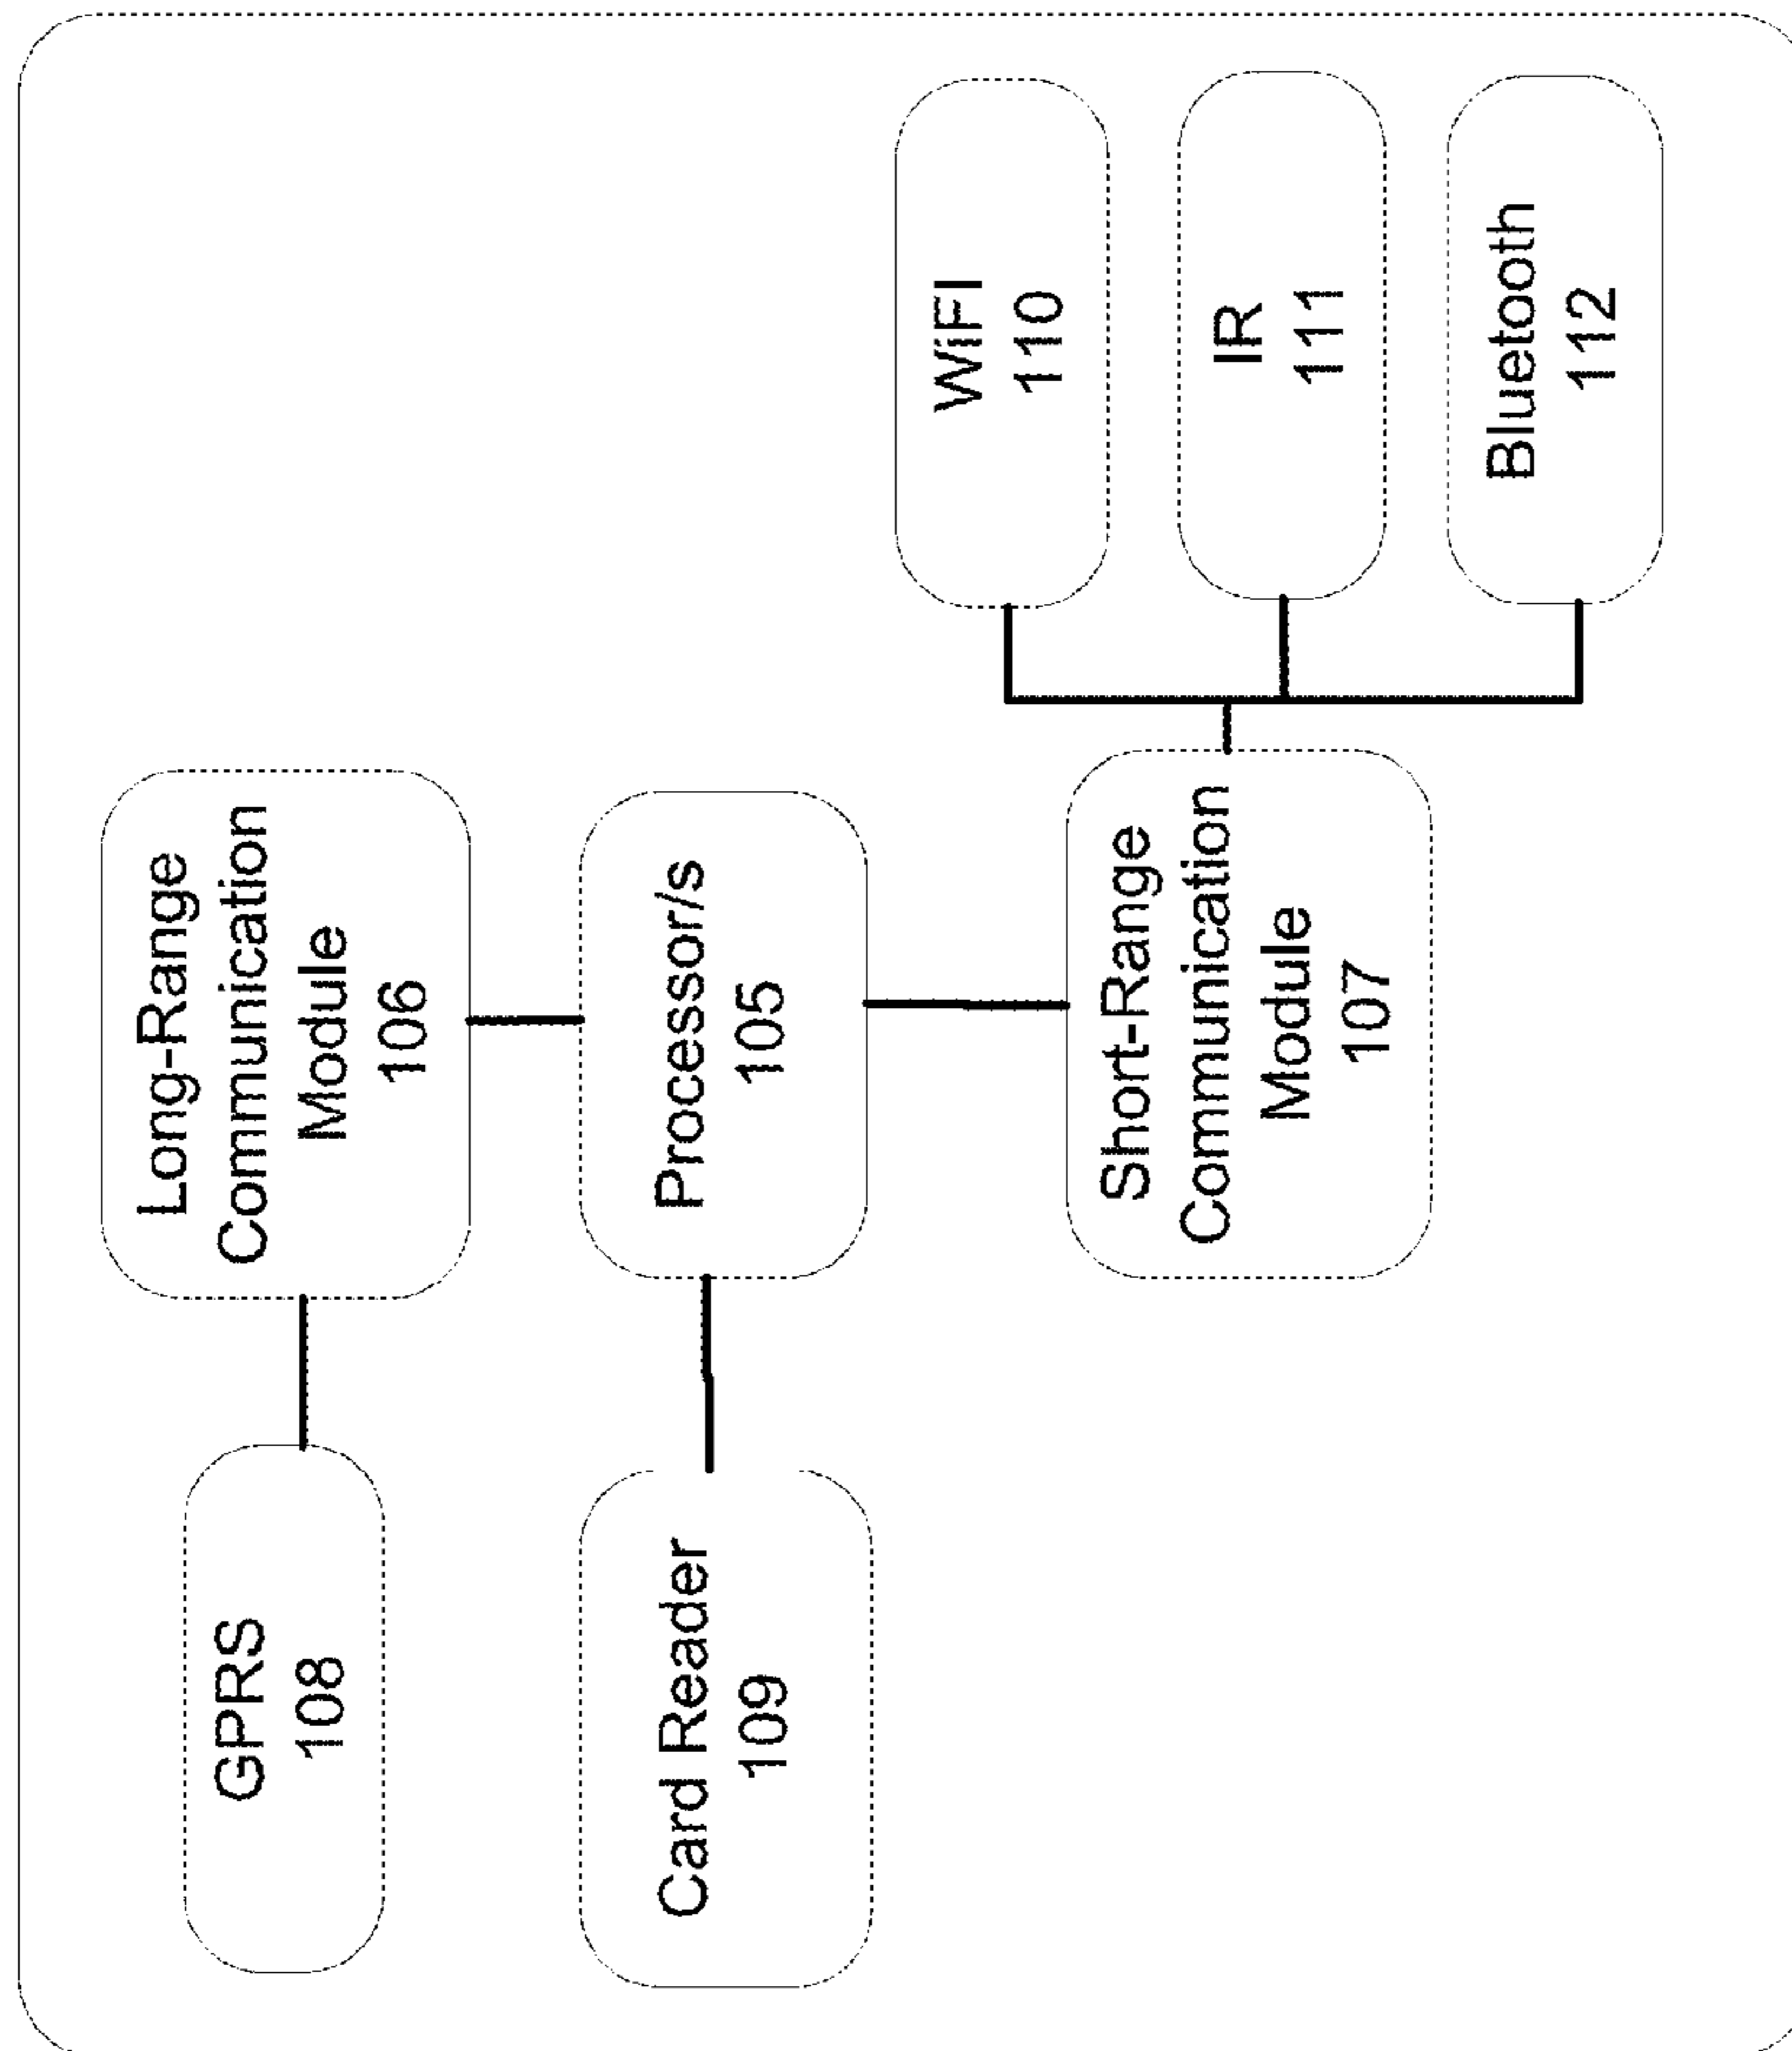 GPRS
108
Long-Range
Communication
Module
106
Card Reader
109
Processor/s
105
Short-Range
Communication
Module
107
WiFI
110
IR
111
Bluetooth
112